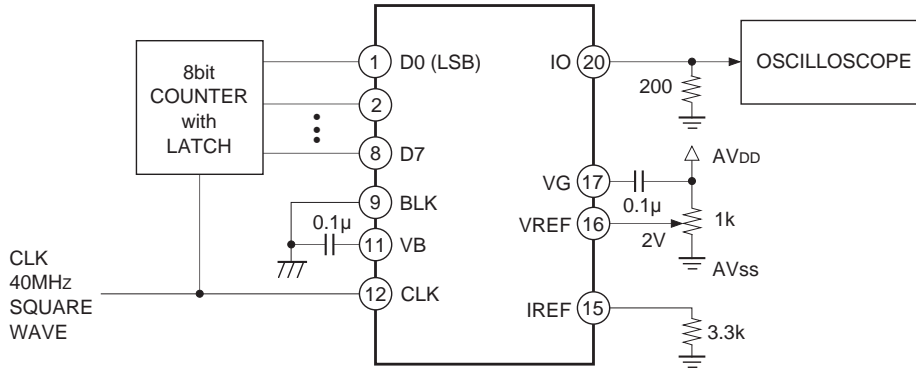 8bit
COUNTER
with
LATCH
CLK
40MHz
SQUARE
WAVE
1 D0 (LSB)
2
8 D7
9 BLK
0.1μ
11 VB
12 CLK
IO 20
200
OSCILLOSCOPE
AVDD
VG 17
0.1μ
VREF 16
2V
1k
AVss
IREF 15
3.3k